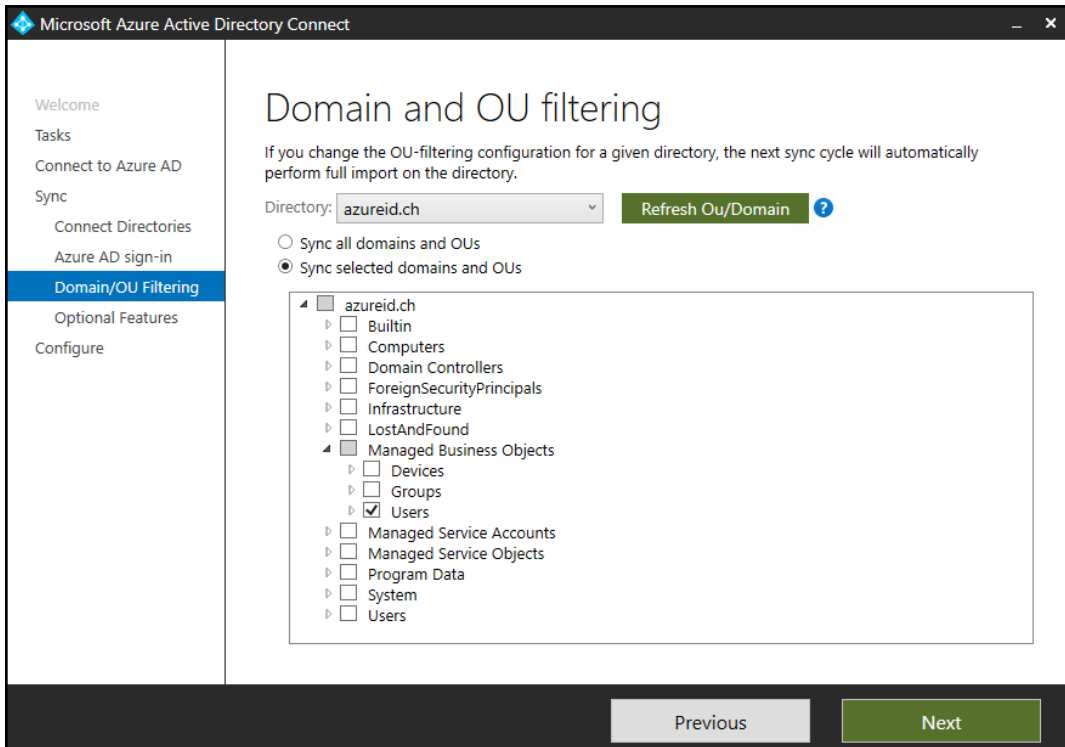 Microsoft Azure Active Directory Connect
Welcome
Tasks
Connect to Azure AD
Sync
Connect Directories
Azure AD sign-in
Domain/OU Filtering
Optional Features
Configure
Domain and OU filtering
If you change the OU-filtering configuration for a given directory, the next sync cycle will automatically
perform full import on the directory.
Directory: azureid.ch Refresh Ou/Domain ?
Sync all domains and OUs
Sync selected domains and OUs
azureid.ch
Builtin
Computers
Domain Controllers
ForeignSecurityPrincipals
Infrastructure
LostAndFound
Managed Business Objects
Devices
Groups
Users
Managed Service Accounts
Managed Service Objects
Program Data
System
Users
Previous Next